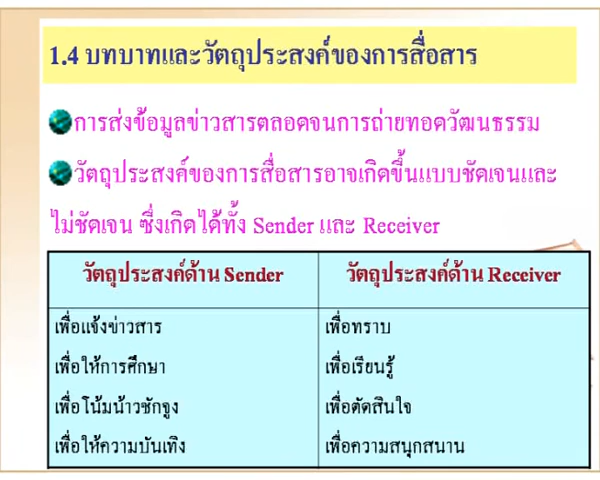 1.4 บทบาทและวัตถุประสงค์ของการสื่อสาร
การส่งข้อมูลข่าวสารตลอดจนการถ่ายทอดวัฒนธรรม
วัตถุประสงค์ของการสื่อสารอาจเกิดขึ้นแบบชัดเจนและ
ไม่ชัดเจน ซึ่งเกิดได้ทั้ง Sender และ Receiver
วัตถุประสงค์ด้าน Sender วัตถุประสงค์ด้าน Receiver
เพื่อแจ้งข่าวสาร เพื่อทราบ
เพื่อให้การศึกษา เพื่อเรียนรู้
เพื่อโน้มน้าวชักจูง เพื่อตัดสินใจ
เพื่อให้ความบันเทิง เพื่อความสนุกสนาน